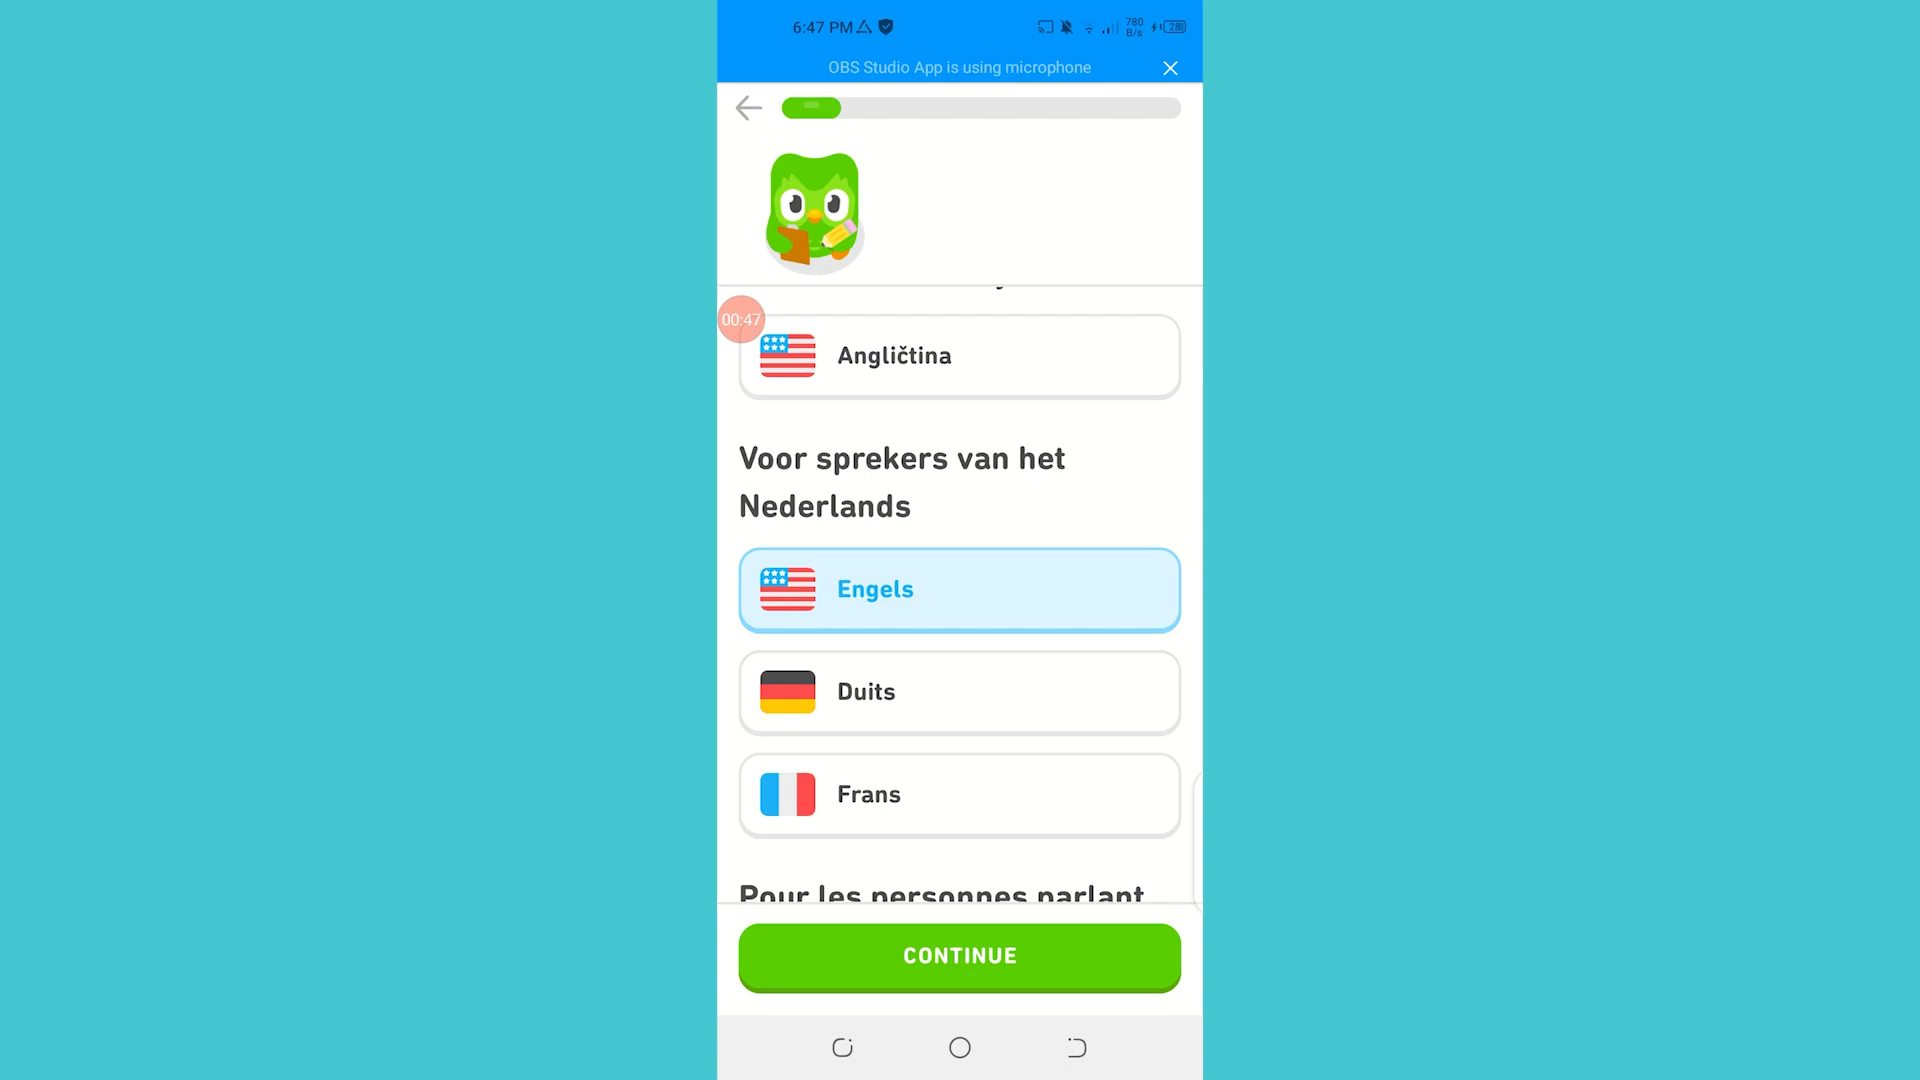 6:47 PM
780
B/s
28
OBS Studio App is using microphone
00:47
Angličtina
Voor sprekers van het
Nederlands
Engels
Duits
Frans
Pour les personnes parlant
CONTINUE